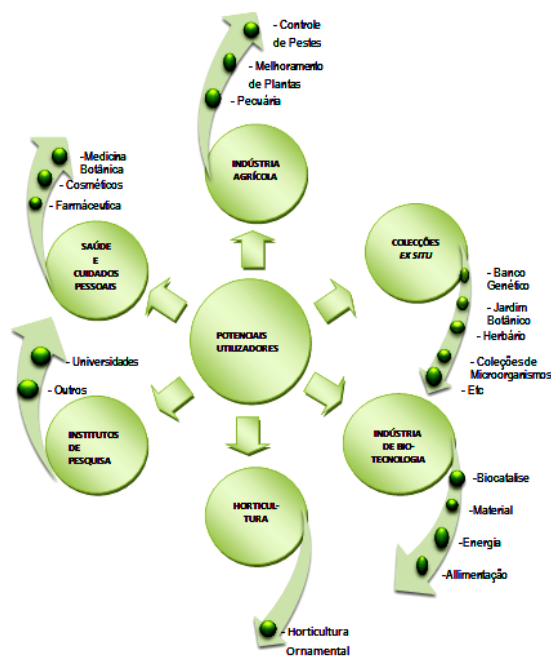 - Controle
de Pestes
- Melhoramento
de Plantas
- Pecuária
INDÚSTRIA
AGRÍCOLA
-Medicina
Botânica
- Cosméticos
- Farmáceutica
SAÚDE
E
CUIDADOS
PESSOAIS
COLECÇÕES
EX SITU
- Banco
Genético
- Jardim
Botânico
- Herbário
- Coleções de
Microorganismos
- Etc
POTENCIAIS
UTILIZADORES
- Universidades
- Outros
INSTITUTOS
DE
PESQUISA
INDÚSTRIA
DE BIO-
TECNOLOGIA
-Biocatalise
-Material
-Energia
-Allimentação
HORTICUL-
TURA
- Horticultura
Ornamental